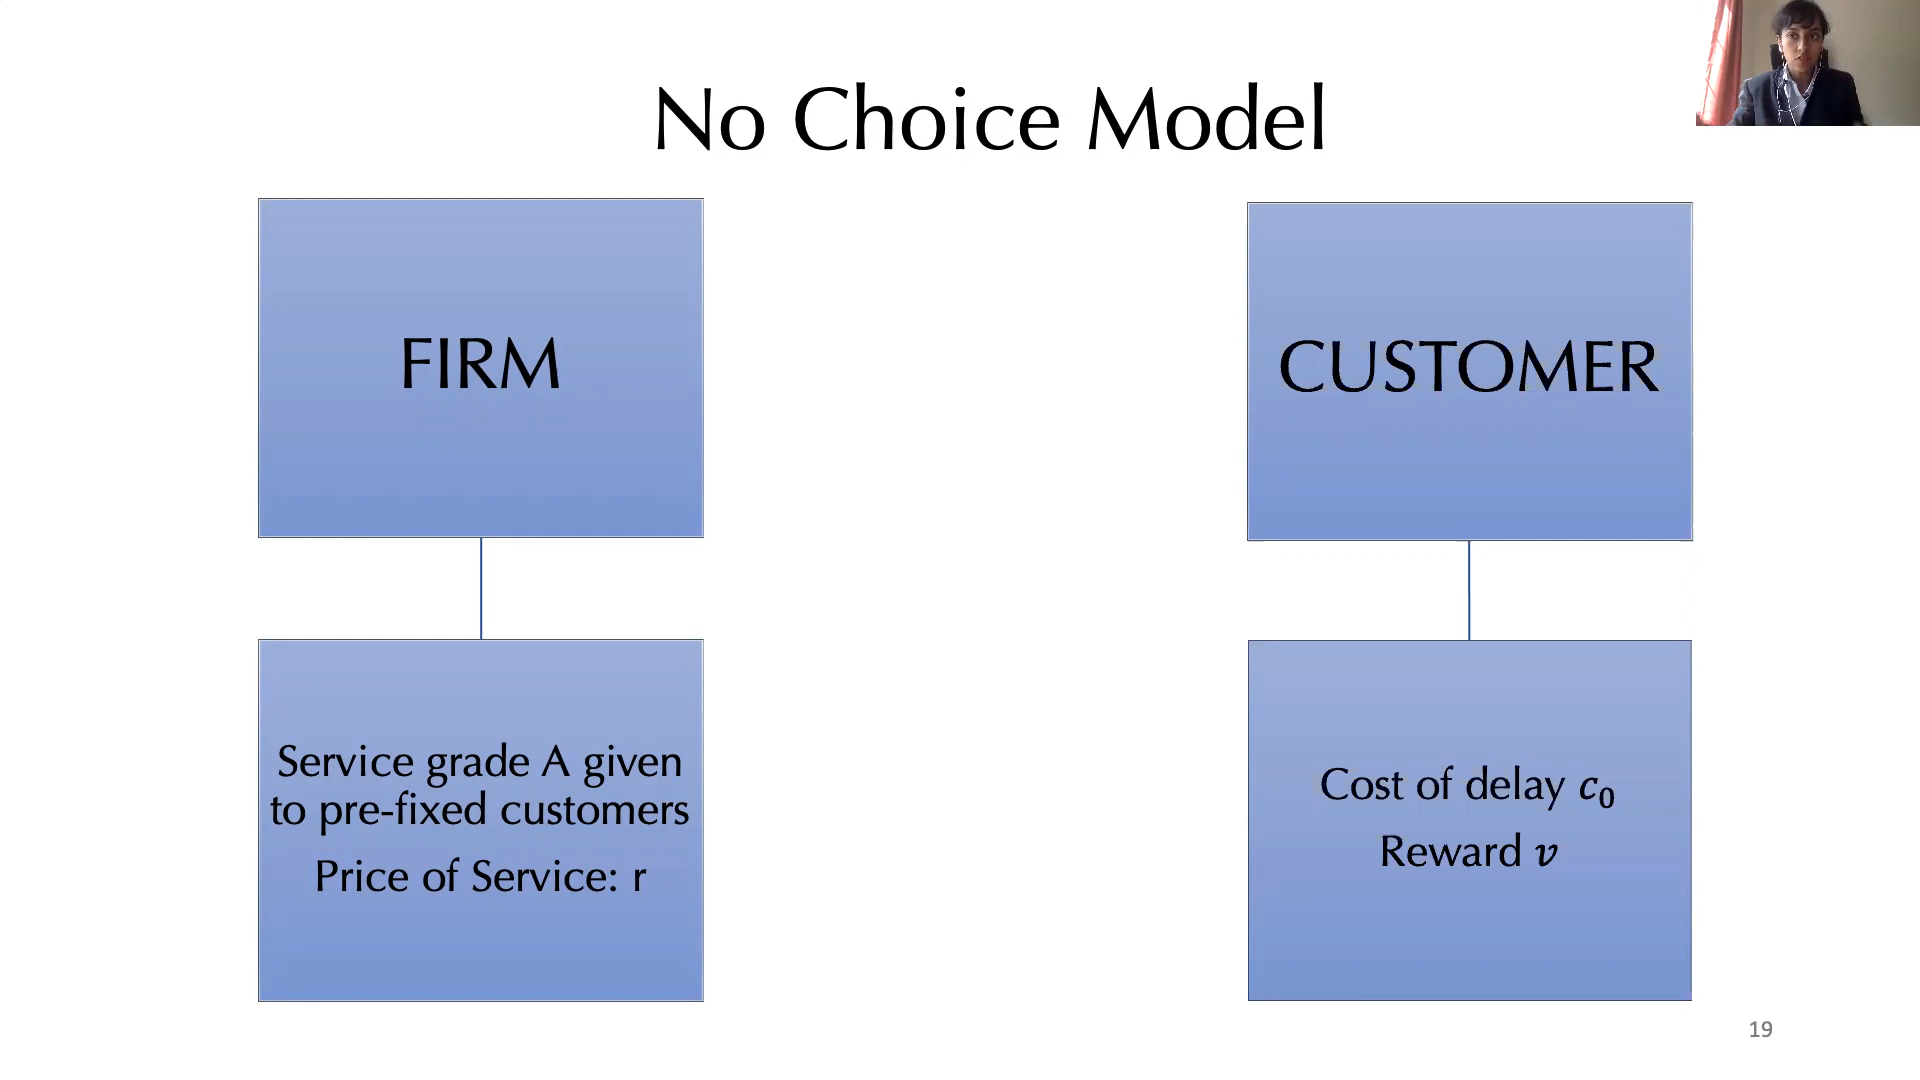 No Choice Model
FIRM
CUSTOMER
Service grade A given
to pre-fixed customers
Price of Service: r
Cost of delay c₀
Reward v
19